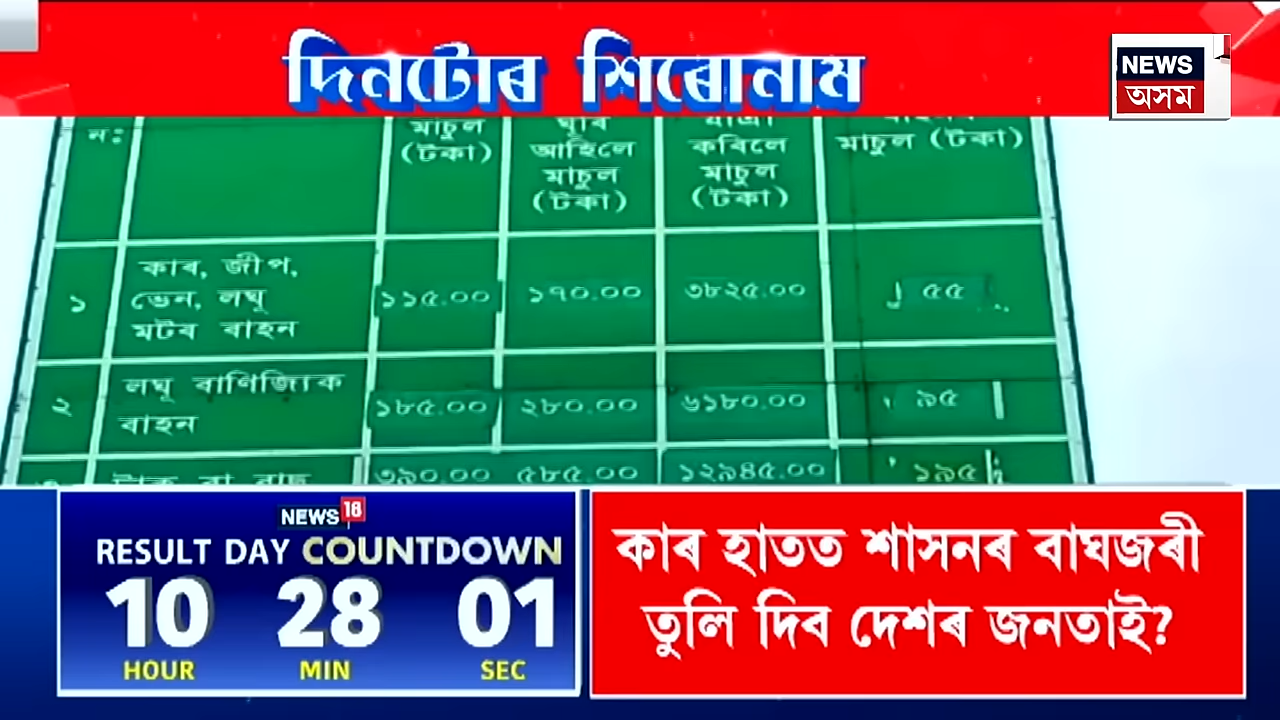 দিনটোৰ শিৰোনাম
NEWS
অসম
নঃ
মাচুল
(টকা)
ঘূৰি
আহিলে
মাচুল
(টকা)
যাত্ৰা
কৰিলে
মাচুল
(টকা)
মাচুল (টকা)
১
কাৰ, জীপ,
ভেন, লঘু
মটৰ বাহন
১১৫.০০
১৭০.০০
৩৮২৫.০০
৫৫
২
লঘু বাণিজ্যিক
বাহন
১৮৫.০০
২৮০.০০
৬১৮০.০০
৯৫
ট্ৰাক বা বাছ
৩৯০.০০
৫৮৫.০০
১২৯৪৫.০০
১৯৫
NEWS 18
RESULT DAY COUNTDOWN
10 28 01
HOUR MIN SEC
কাৰ হাতত শাসনৰ বাঘজৰী
তুলি দিব দেশৰ জনতাই?